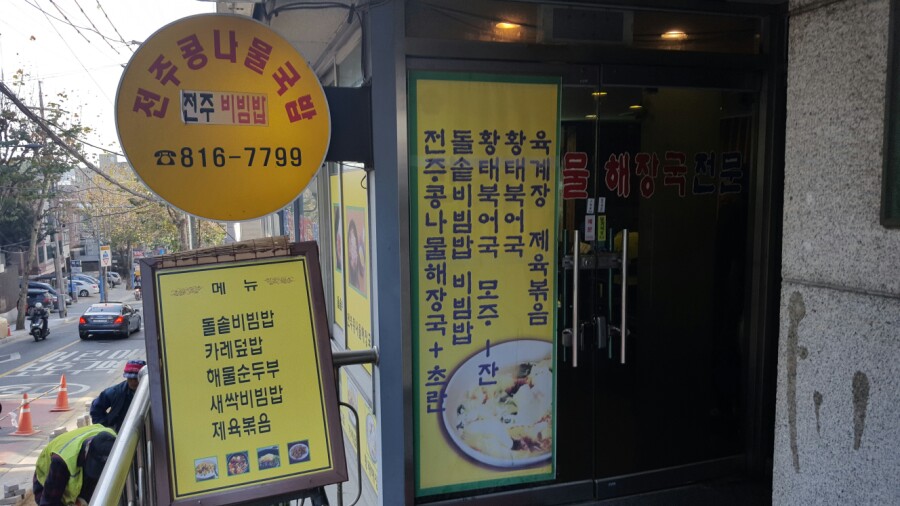 전주콩나물국밥
전주 비빔밥
☎816-7799
메뉴
돌솥비빔밥
카레덮밥
해물순두부
새싹비빔밥
제육볶음
육계장 제육볶음
황태북어국
황태북어국 모주一잔
돌솥비빔밥 비빔밥
전주콩나물해장국+초란
물 해장국전문